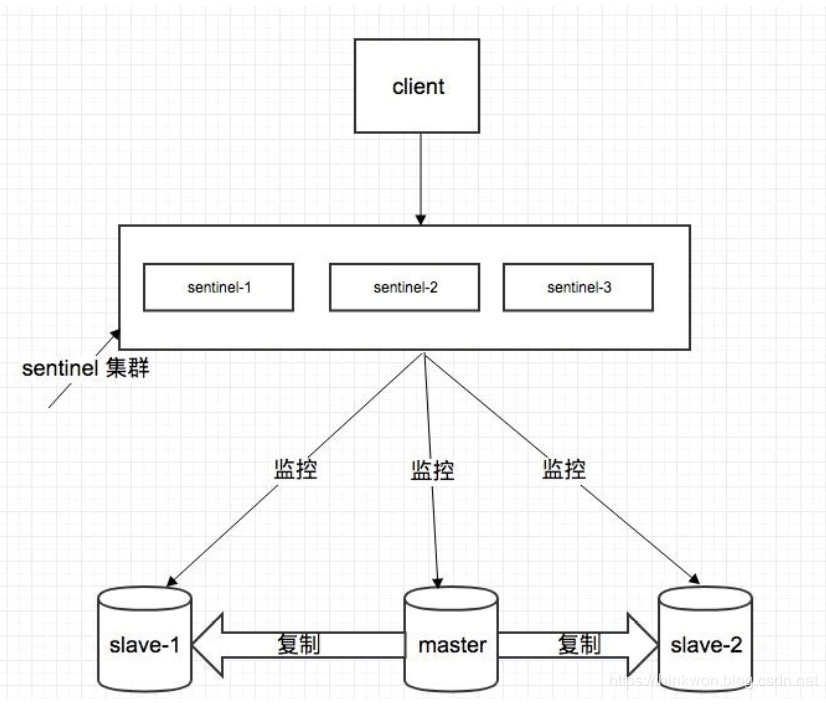 client
sentinel-1
sentinel-2
sentinel-3
sentinel 集群
监控
监控
监控
slave-1
复制
master
复制
slave-2
https://thinkwon.blog.csdn.net